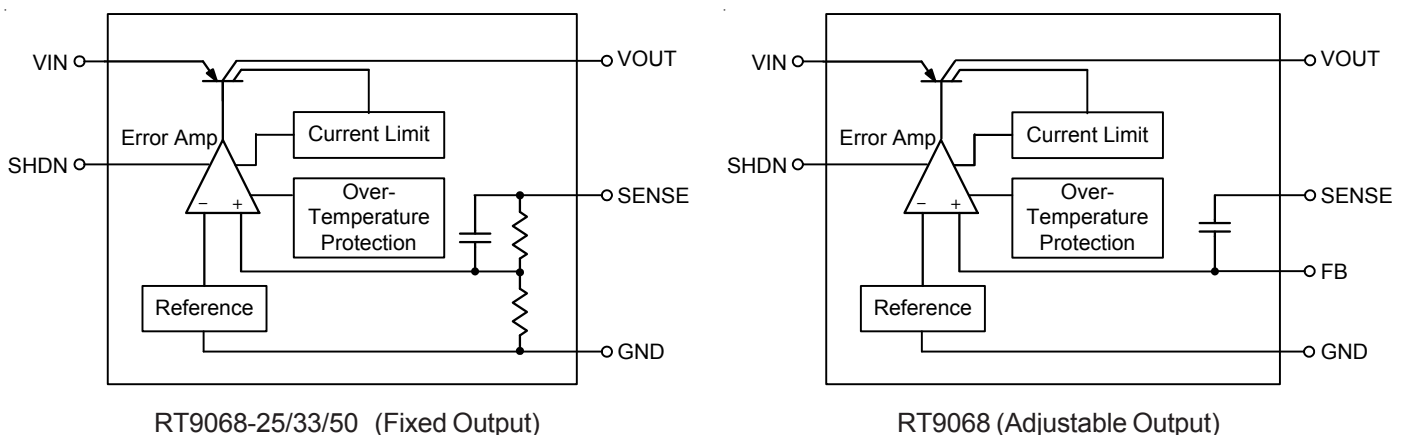 VIN
VOUT
Error Amp
Current Limit
SHDN
Over-
Temperature
Protection
SENSE
− +
Reference
GND
RT9068-25/33/50 (Fixed Output)
VIN
VOUT
Error Amp
Current Limit
SHDN
Over-
Temperature
Protection
SENSE
− +
FB
Reference
GND
RT9068 (Adjustable Output)